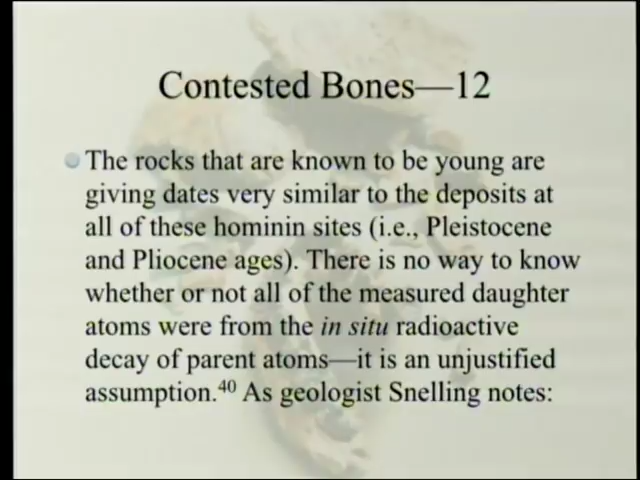 Contested Bones—12
The rocks that are known to be young are
giving dates very similar to the deposits at
all of these hominin sites (i.e., Pleistocene
and Pliocene ages). There is no way to know
whether or not all of the measured daughter
atoms were from the in situ radioactive
decay of parent atoms—it is an unjustified
assumption.⁴⁰ As geologist Snelling notes: